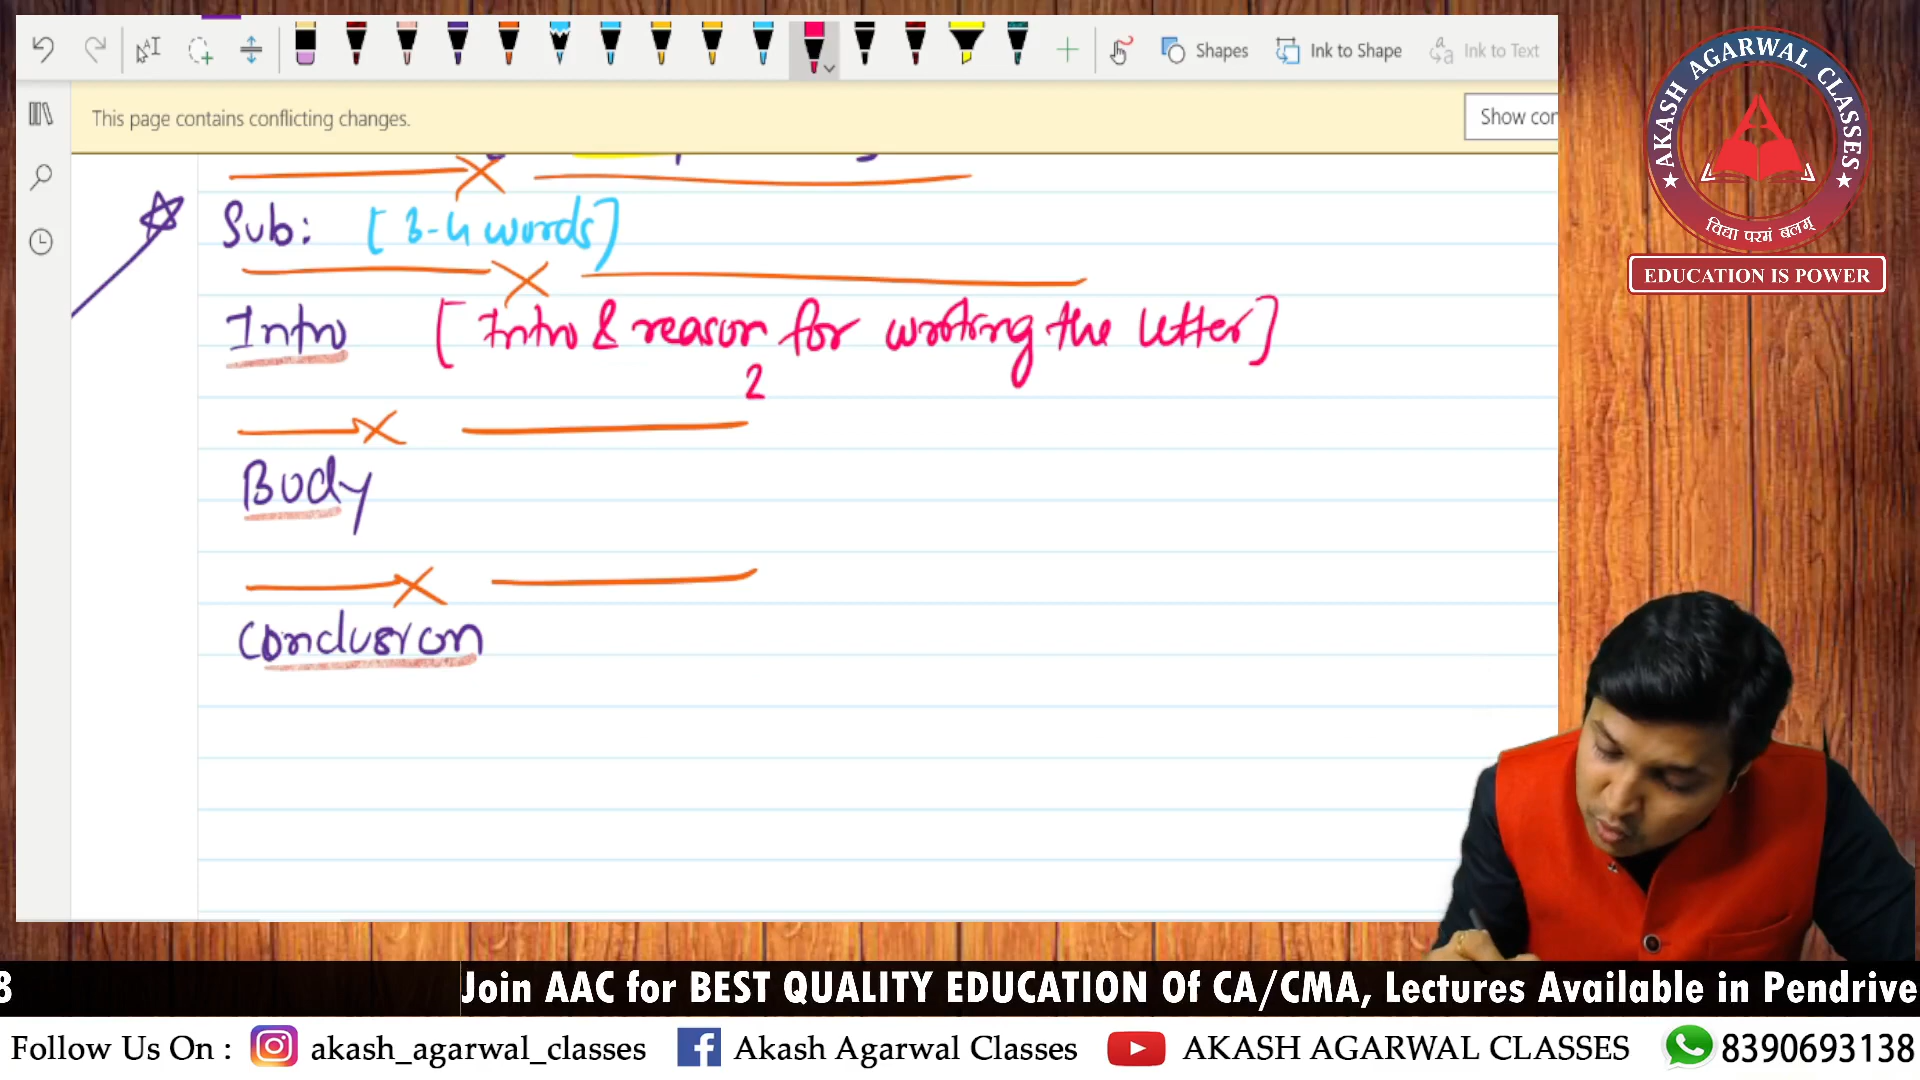 Shapes
Ink to Shape
Ink to Text
This page contains conflicting changes.
Show con
AKASH AGARWAL CLASSES
विद्या परमं बलम्
EDUCATION IS POWER
Sub: [3-4 words]
Intro [Intro & reason for writing the letter]
2
Body
Conclusion
8 Join AAC for BEST QUALITY EDUCATION Of CA/CMA, Lectures Available in Pendrive
Follow Us On : akash_agarwal_classes Akash Agarwal Classes AKASH AGARWAL CLASSES 8390693138